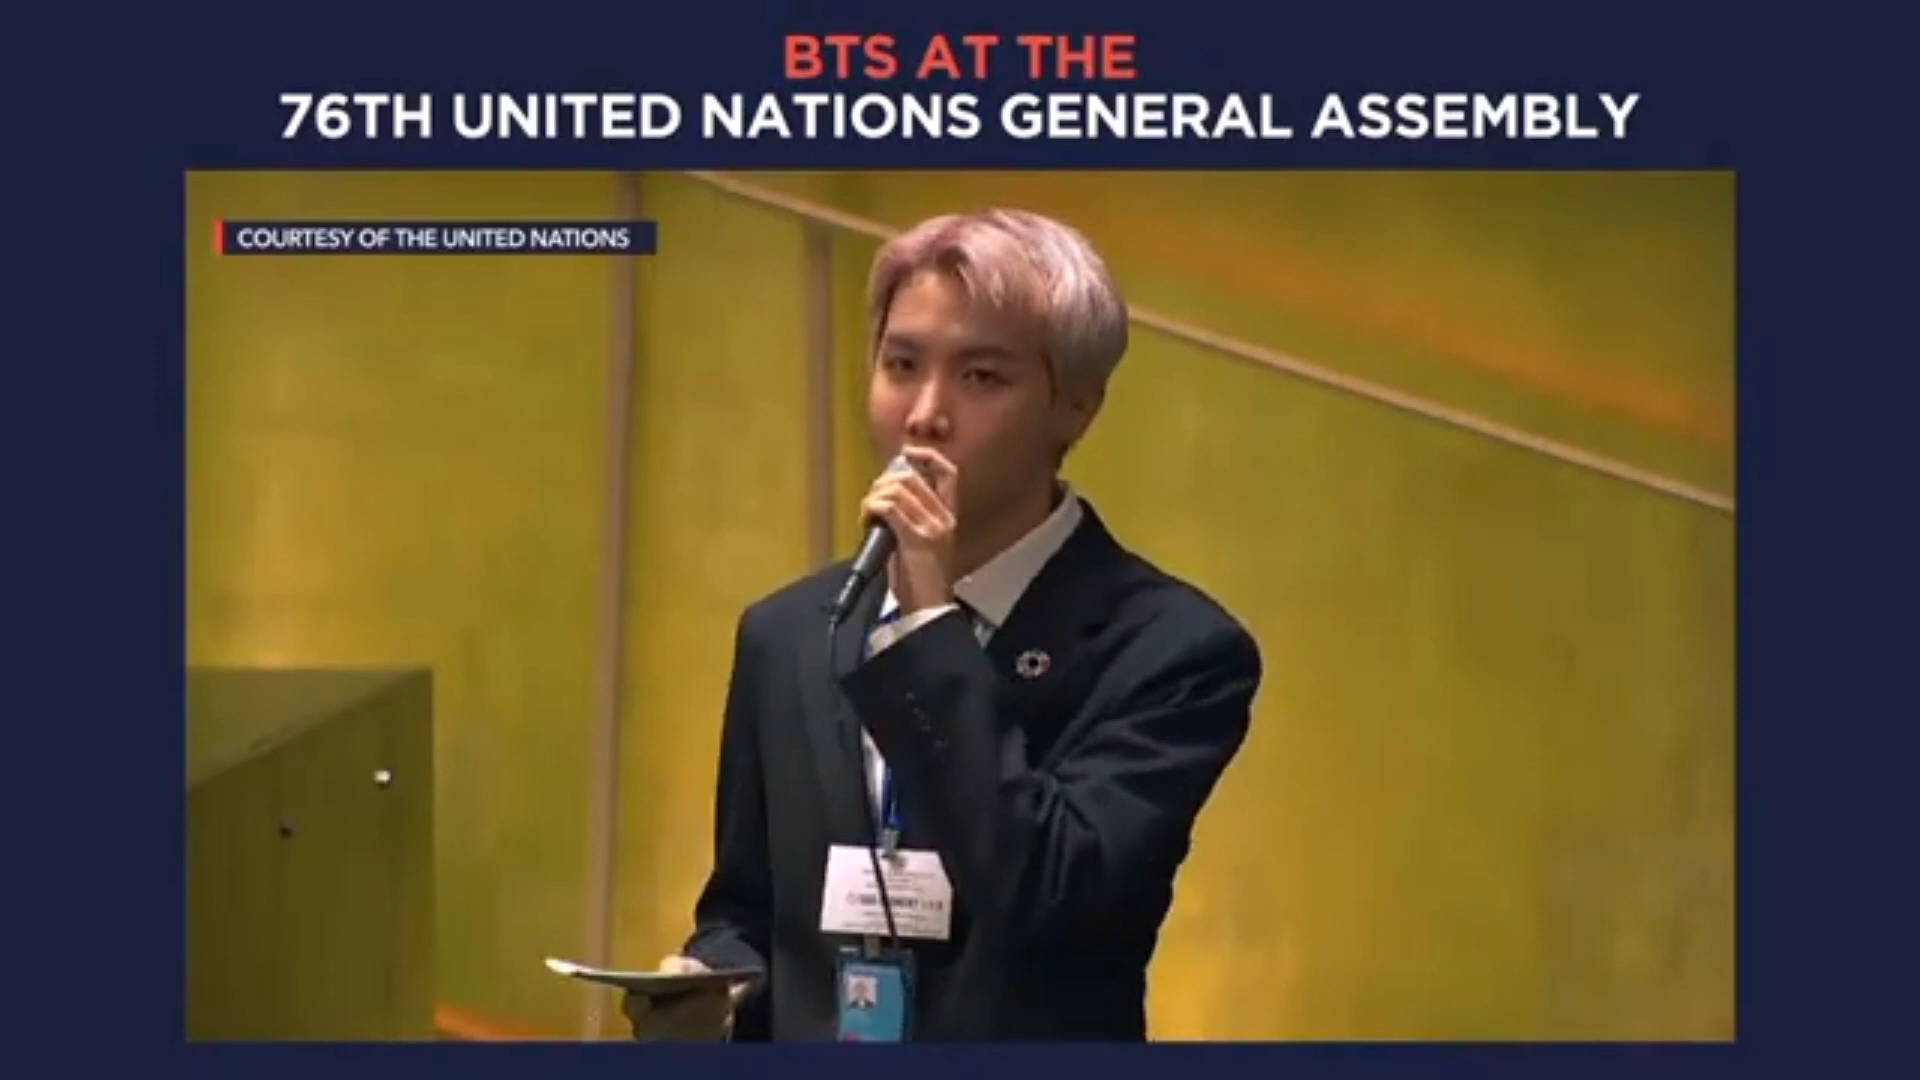 BTS AT THE
76TH UNITED NATIONS GENERAL ASSEMBLY
COURTESY OF THE UNITED NATIONS